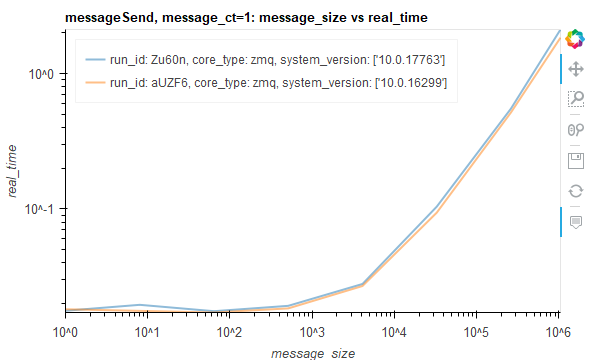 messageSend, message_ct=1: message_size vs real_time
run_id: Zu60n, core_type: zmq, system_version: ['10.0.17763']
run_id: aUZF6, core_type: zmq, system_version: ['10.0.16299']
real_time
10^0
10^-1
10^0 10^1 10^2 10^3 10^4 10^5 10^6
message_size